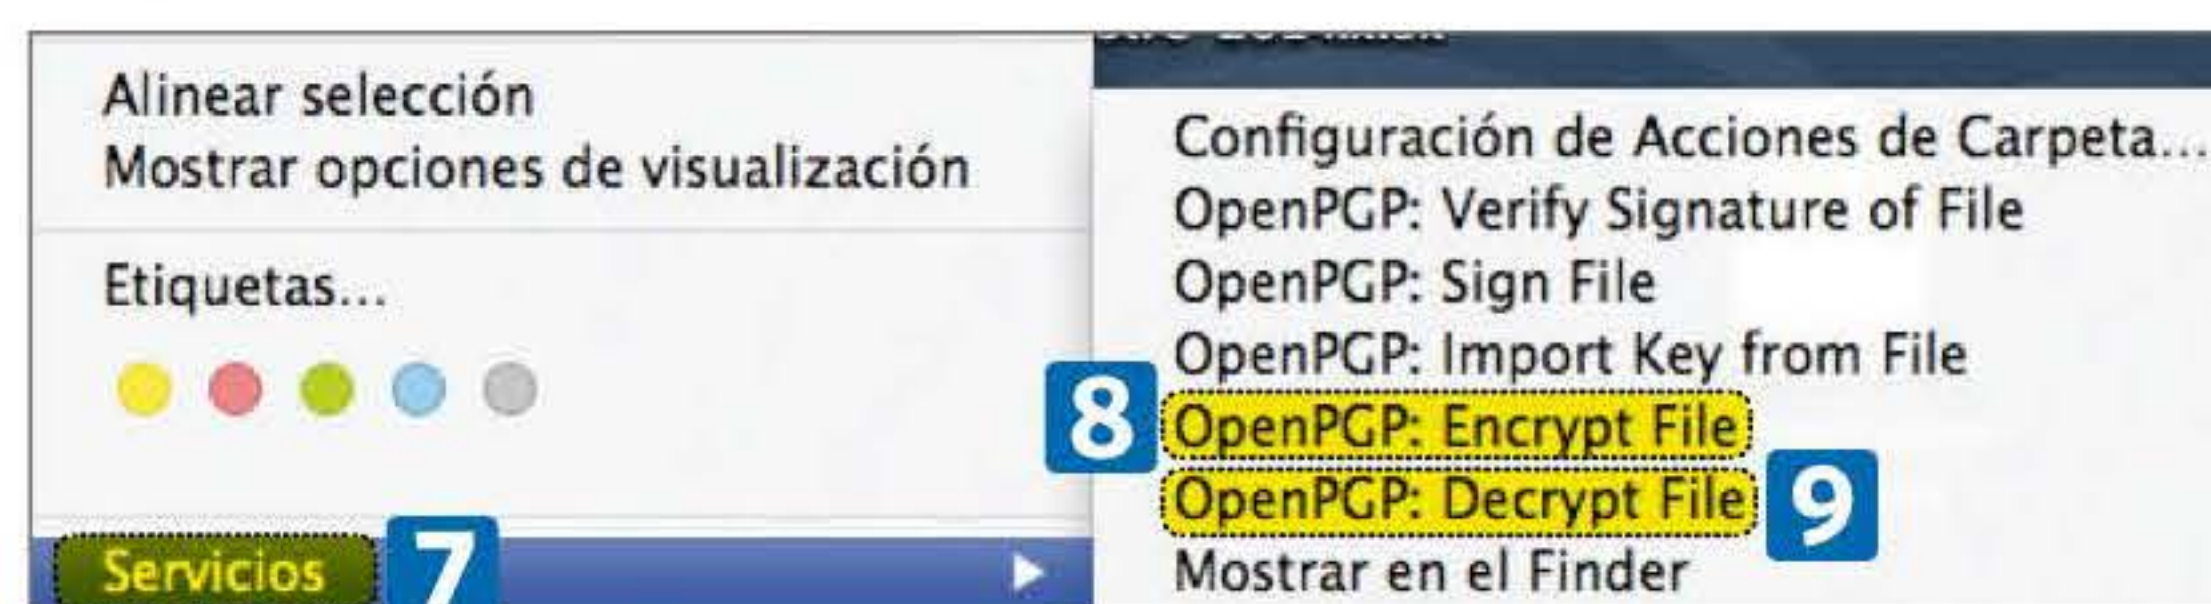 Alinear selección
Mostrar opciones de visualización
Etiquetas...
Servicios
7
Configuración de Acciones de Carpeta...
OpenPGP: Verify Signature of File
OpenPGP: Sign File
OpenPGP: Import Key from File
8
OpenPGP: Encrypt File
OpenPGP: Decrypt File
9
Mostrar en el Finder